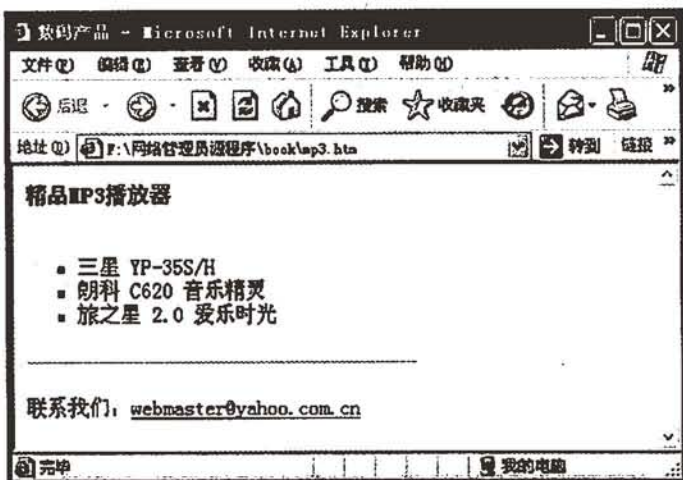 数码产品 - Microsoft Internet Explorer
文件(F) 编辑(E) 查看(V) 收藏(A) 工具(T) 帮助(H)
后退 搜索 收藏夹 »
地址(D) F:\网络管理员源程序\book\mp3.htm 转到 链接 »
精品MP3播放器
▪ 三星 YP-35S/H
▪ 朗科 C620 音乐精灵
▪ 旅之星 2.0 爱乐时光
联系我们：webmaster@yahoo.com.cn
完毕 我的电脑